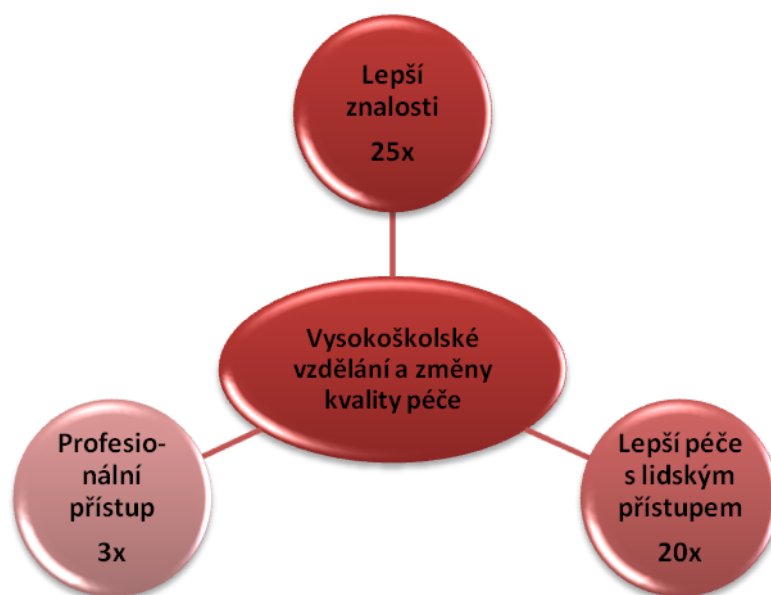 Lepší
znalosti
25x
Vysokoškolské
vzdělání a změny
kvality péče
Profesio-
nální
přístup
3x
Lepší péče
s lidským
přístupem
20x